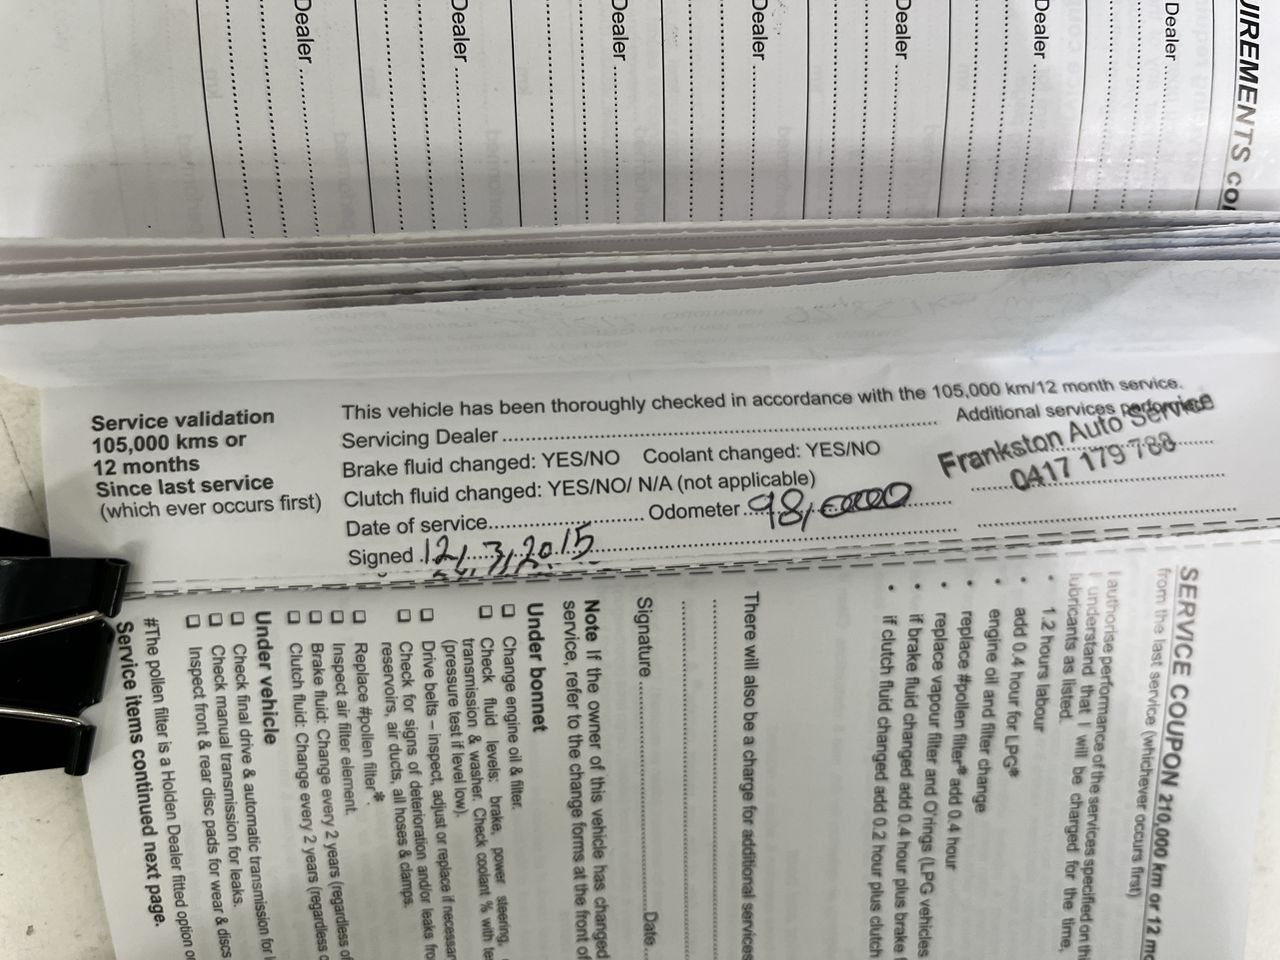 UIREMENTS co
Dealer
Dealer
Dealer
Dealer
Dealer
Dealer
Dealer
Service validation
105,000 kms or
12 months
Since last service
(which ever occurs first)
This vehicle has been thoroughly checked in accordance with the 105,000 km/12 month service.
Servicing Dealer
Additional services performed
Brake fluid changed: YES/NO Coolant changed: YES/NO
Clutch fluid changed: YES/NO/ N/A (not applicable)
Date of service Odometer 98,0000
Signed 12/3/2015
Frankston Auto Service
0417 179 788
SERVICE COUPON 210,000 km or 12 mo
from the last service (whichever occurs first)
I authorise performance of the services specified on thi
I understand that I will be charged for the time,
lubricants as listed.
• 1.2 hours labour
• add 0.4 hour for LPG*
• engine oil and filter change
• replace #pollen filter* add 0.4 hour
• replace vapour filter and O'rings (LPG vehicles
• if brake fluid changed add 0.4 hour plus brake f
• if clutch fluid changed add 0.2 hour plus clutch
There will also be a charge for additional services
Signature Date
Note If the owner of this vehicle has changed
service, refer to the change forms at the front of
Under bonnet
Change engine oil & filter.
Check fluid levels: brake, power steering,
transmission & washer. Check coolant % with te
(pressure test if level low).
Drive belts – inspect, adjust or replace if necessar
Check for signs of deterioration and/or leaks fro
reservoirs, air ducts, all hoses & clamps.
Replace #pollen filter*.
Inspect air filter element.
Brake fluid: Change every 2 years (regardless of
Clutch fluid: Change every 2 years (regardless o
Under vehicle
Check final drive & automatic transmission for l
Check manual transmission for leaks.
Inspect front & rear disc pads for wear & discs
#The pollen filter is a Holden Dealer fitted option o
Service items continued next page.